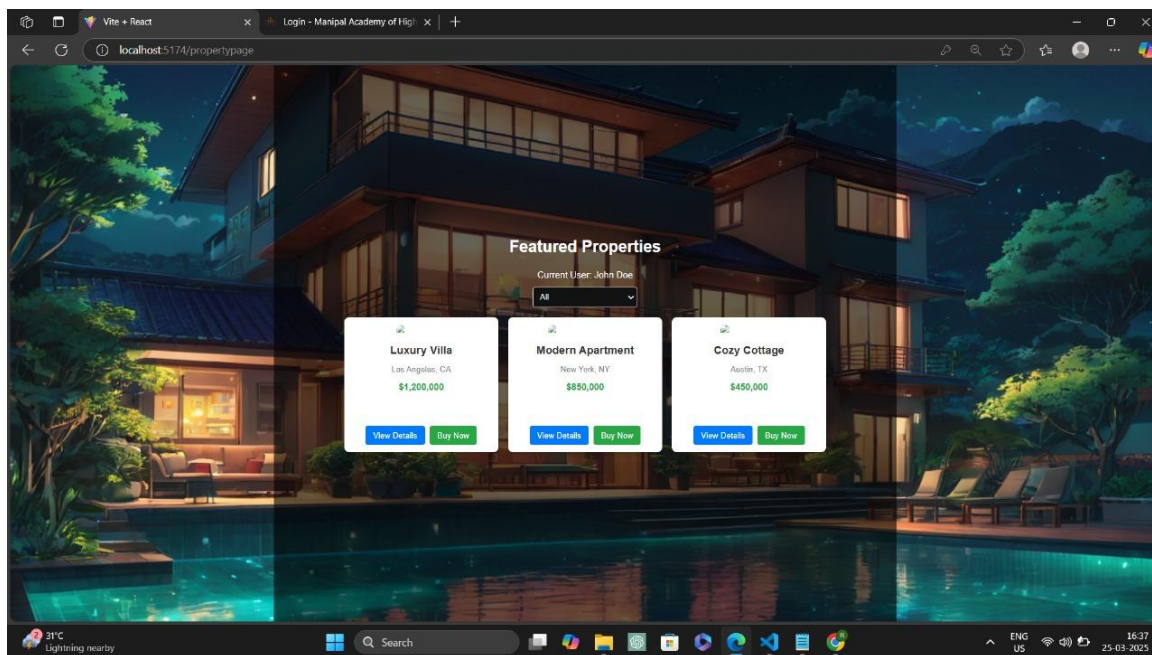 Vite + React
Login - Manipal Academy of High
localhost:5174/propertypage
Featured Properties
Current User: John Doe
All
Luxury Villa
Los Angeles, CA
$1,200,000
View Details Buy Now
Modern Apartment
New York, NY
$850,000
View Details Buy Now
Cozy Cottage
Austin, TX
$450,000
View Details Buy Now
2
31°C
Lightning nearby
Search
ENG
US
16:37
25-03-2025